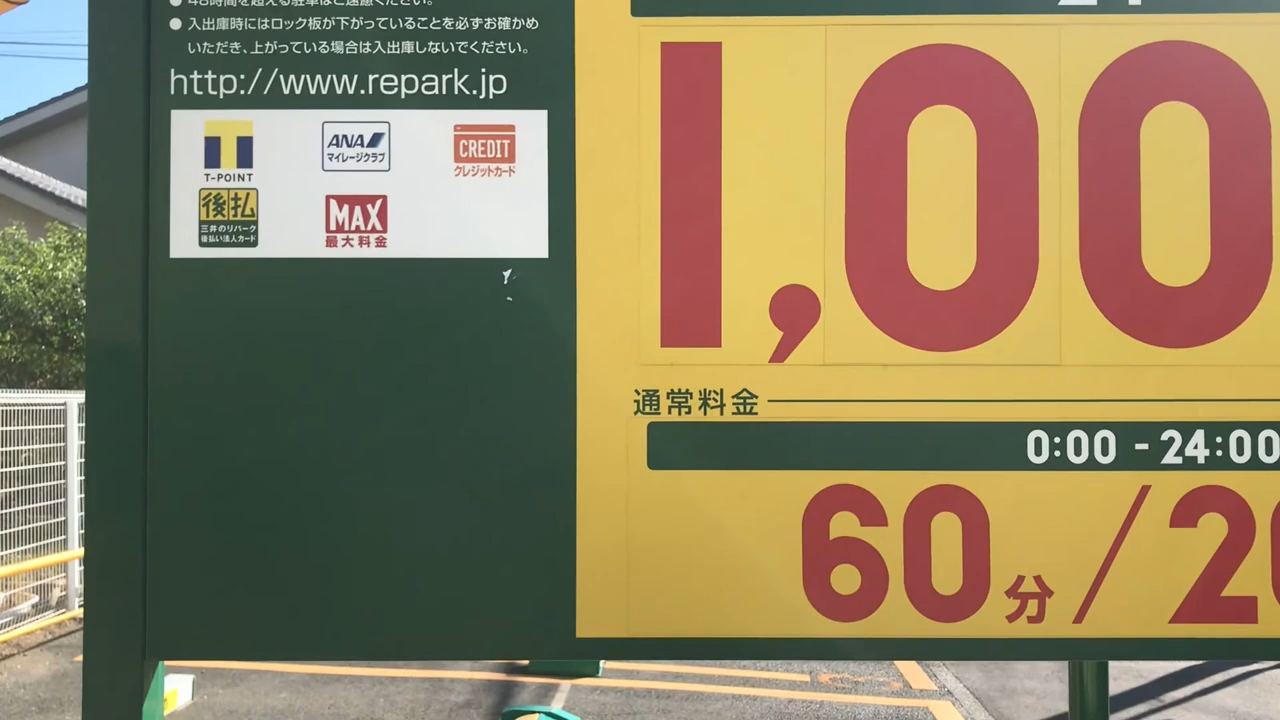 ● 48時間を超える駐車はご遠慮ください。
● 入出庫時にはロック板が下がっていることを必ずお確かめ
いただき、上がっている場合は入出庫しないでください。
http://www.repark.jp
T-POINT
ANA
マイレージクラブ
CREDIT
クレジットカード
後払
三井のリパーク
後払い法人カード
MAX
最大料金
1,00
通常料金
0:00 - 24:00
60分/2